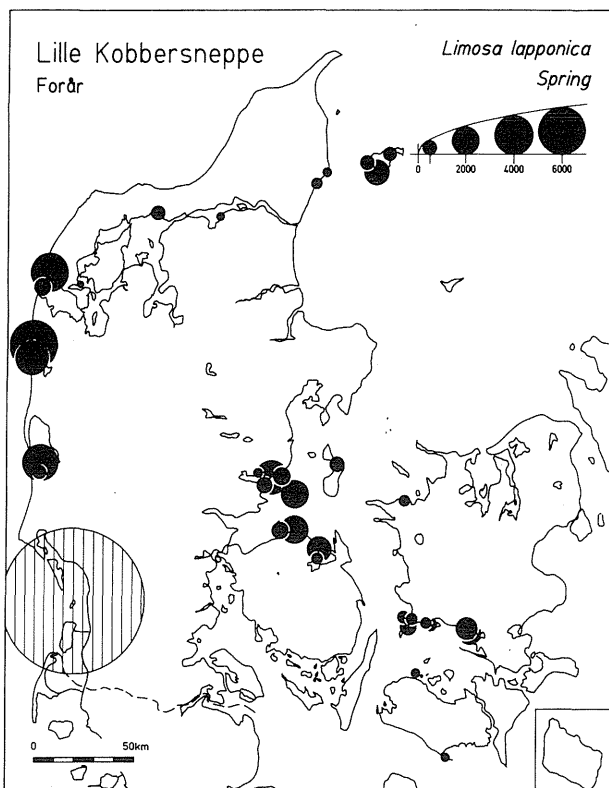 Lille Kobbersneppe
Forår
Limosa lapponica
Spring
0 2000 4000 6000
0 50km